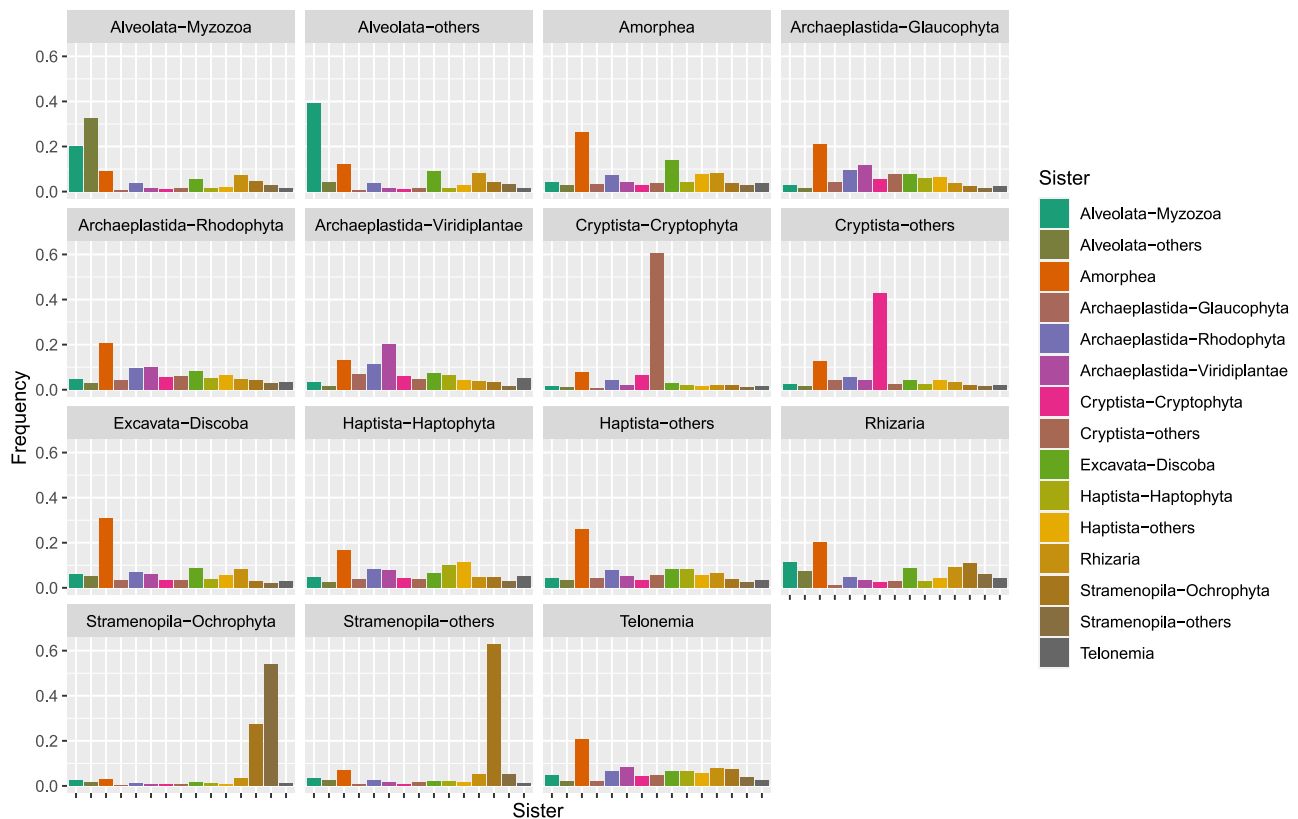 Alveolata−Myzozoa
Alveolata−others
Amorphea
Archaeplastida−Glaucophyta
0.6
0.4
0.2
0.0
Archaeplastida−Rhodophyta
Archaeplastida−Viridiplantae
Cryptista−Cryptophyta
Cryptista−others
0.6
0.4
0.2
0.0
Excavata−Discoba
Haptista−Haptophyta
Haptista−others
Rhizaria
0.6
0.4
0.2
0.0
Stramenopila−Ochrophyta
Stramenopila−others
Telonemia
0.6
0.4
0.2
0.0
Frequency
Sister
Sister
Alveolata−Myzozoa
Alveolata−others
Amorphea
Archaeplastida−Glaucophyta
Archaeplastida−Rhodophyta
Archaeplastida−Viridiplantae
Cryptista−Cryptophyta
Cryptista−others
Excavata−Discoba
Haptista−Haptophyta
Haptista−others
Rhizaria
Stramenopila−Ochrophyta
Stramenopila−others
Telonemia